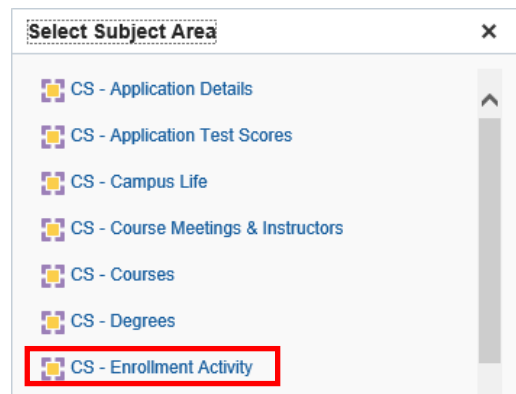 Select Subject Area
CS - Application Details
CS - Application Test Scores
CS - Campus Life
CS - Course Meetings & Instructors
CS - Courses
CS - Degrees
CS - Enrollment Activity